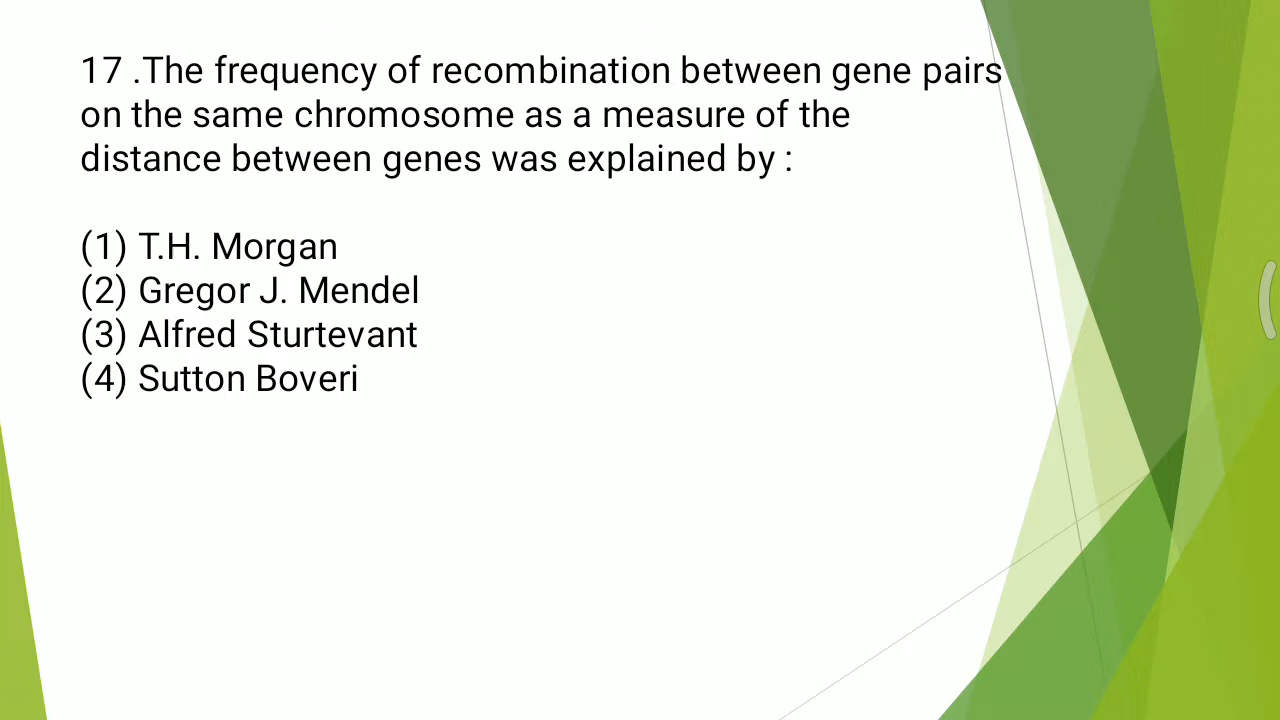 17 .The frequency of recombination between gene pairs
on the same chromosome as a measure of the
distance between genes was explained by :
(1) T.H. Morgan
(2) Gregor J. Mendel
(3) Alfred Sturtevant
(4) Sutton Boveri